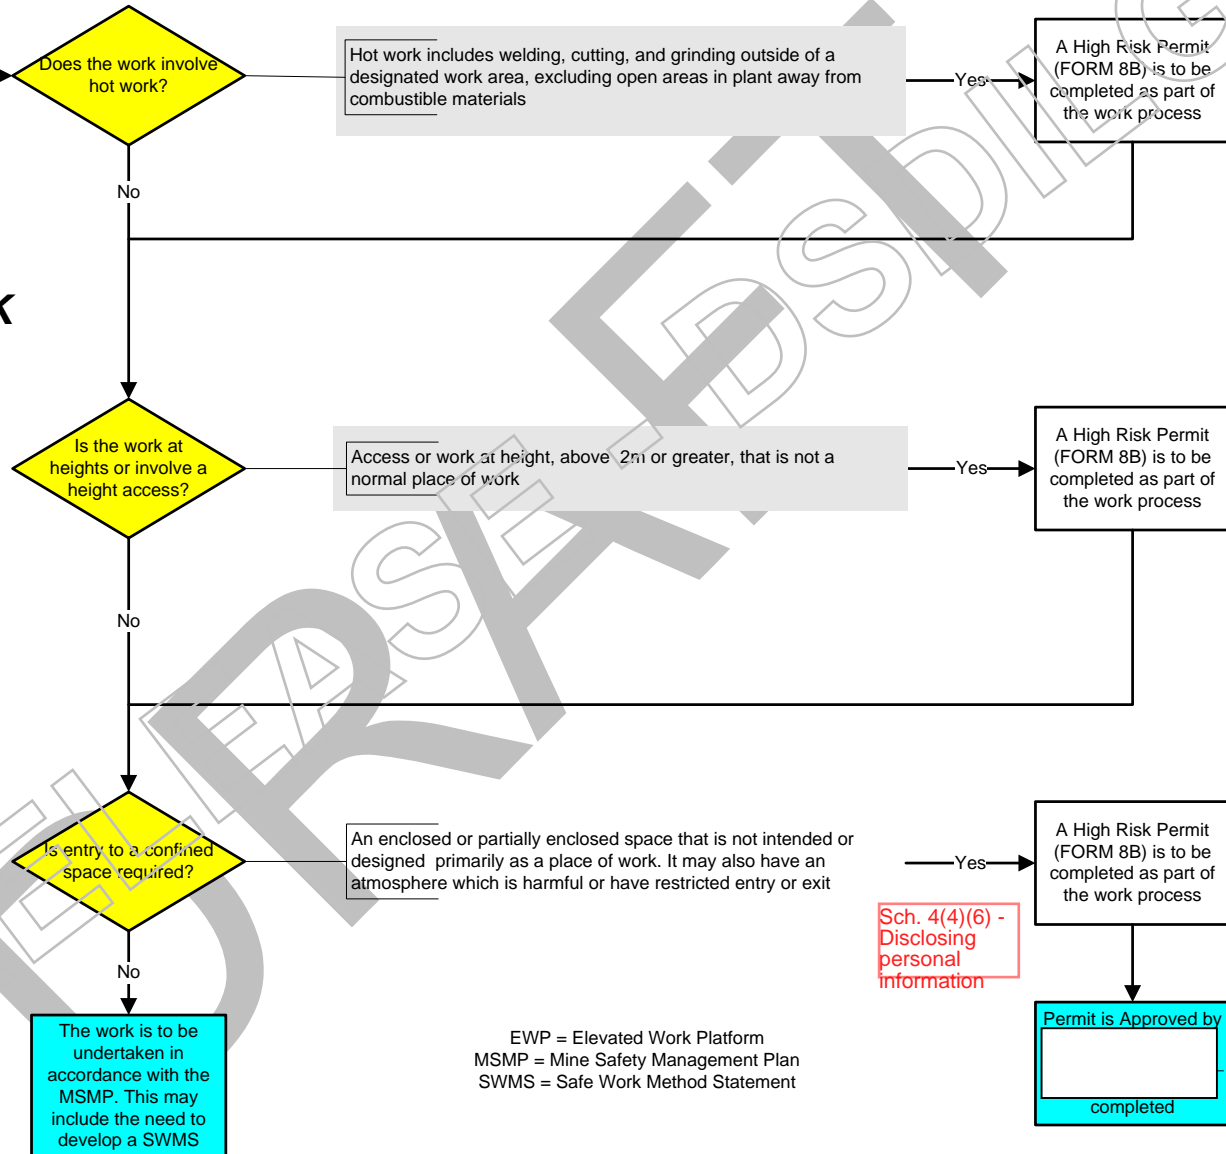 Does the work involve
hot work?
Hot work includes welding, cutting, and grinding outside of a
designated work area, excluding open areas in plant away from
combustible materials
Yes
A High Risk Permit
(FORM 8B) is to be
completed as part of
the work process
No
K
Is the work at
heights or involve a
height access?
Access or work at height, above 2m or greater, that is not a
normal place of work
Yes
A High Risk Permit
(FORM 8B) is to be
completed as part of
the work process
No
Is entry to a confined
space required?
An enclosed or partially enclosed space that is not intended or
designed primarily as a place of work. It may also have an
atmosphere which is harmful or have restricted entry or exit
Yes
A High Risk Permit
(FORM 8B) is to be
completed as part of
the work process
Sch. 4(4)(6) -
Disclosing
personal
information
No
The work is to be
undertaken in
accordance with the
MSMP. This may
include the need to
develop a SWMS
EWP = Elevated Work Platform
MSMP = Mine Safety Management Plan
SWMS = Safe Work Method Statement
Permit is Approved by
completed
DRAFT
ELEASE - DSDILG